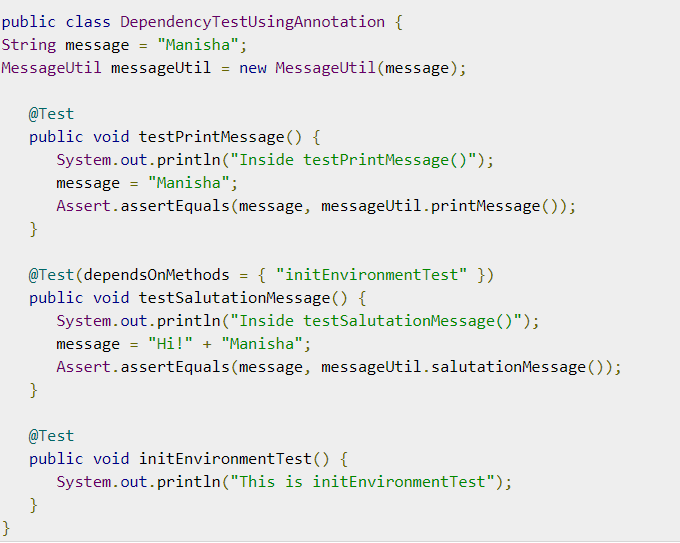 public class DependencyTestUsingAnnotation {
String message = "Manisha";
MessageUtil messageUtil = new MessageUtil(message);
@Test
public void testPrintMessage() {
System.out.println("Inside testPrintMessage()");
message = "Manisha";
Assert.assertEquals(message, messageUtil.printMessage());
}
@Test(dependsOnMethods = { "initEnvironmentTest" })
public void testSalutationMessage() {
System.out.println("Inside testSalutationMessage()");
message = "Hi!" + "Manisha";
Assert.assertEquals(message, messageUtil.salutationMessage());
}
@Test
public void initEnvironmentTest() {
System.out.println("This is initEnvironmentTest");
}
}